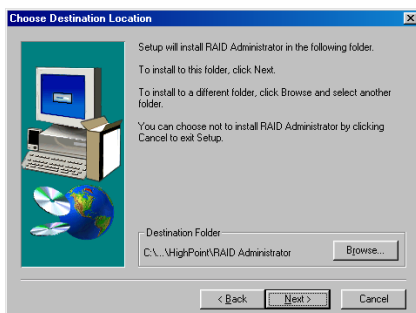 Choose Destination Location
Setup will install RAID Administrator in the following folder.
To install to this folder, click Next.
To install to a different folder, click Browse and select another
folder.
You can choose not to install RAID Administrator by clicking
Cancel to exit Setup.
Destination Folder
C:\...\HighPoint\RAID Administrator
Browse...
< Back
Next >
Cancel